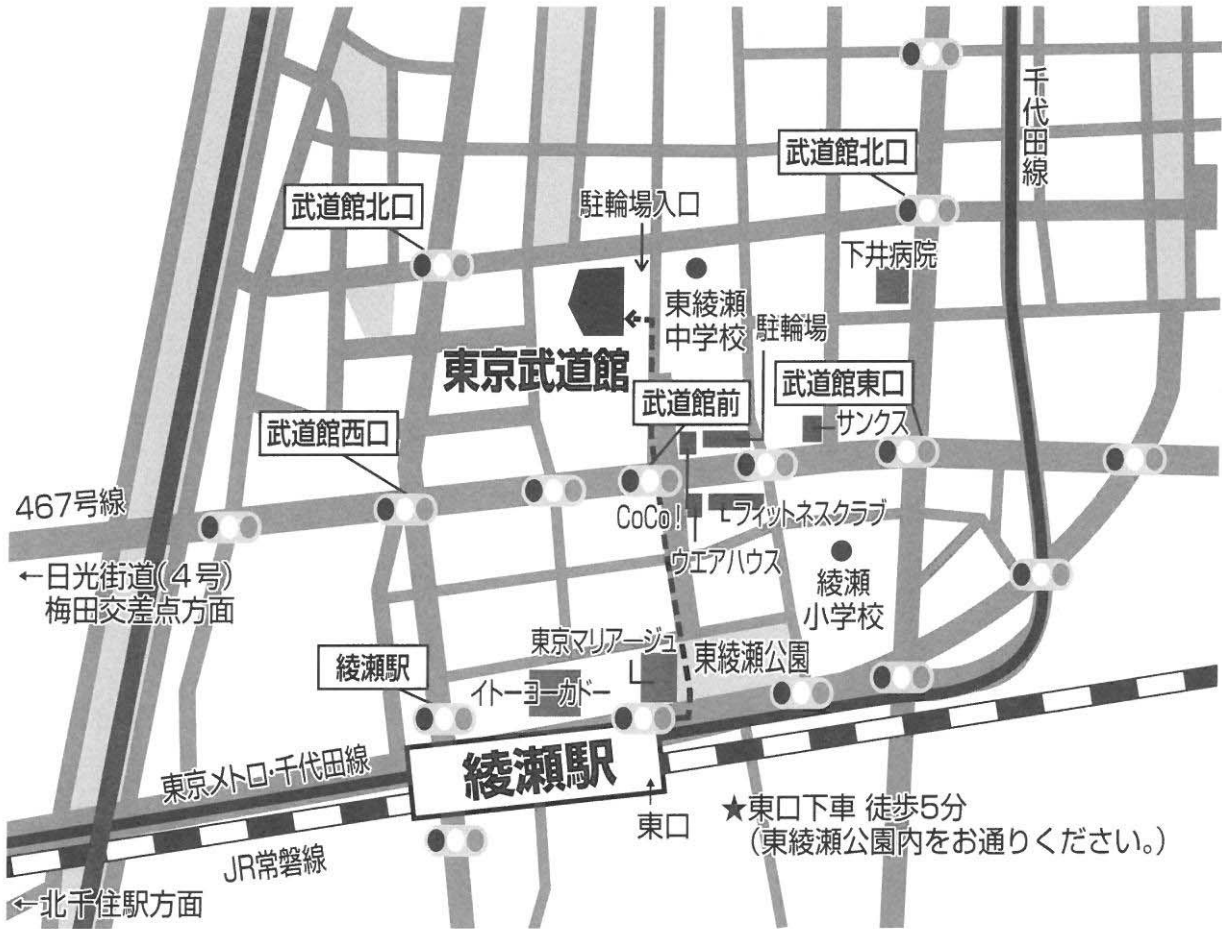 千代田線
武道館北口
武道館北口
駐輪場入口
下井病院
東綾瀬
中学校
駐輪場
東京武道館
武道館前
武道館東口
サンクス
武道館西口
467号線
CoCo!
フィットネスクラブ
ウエアハウス
←日光街道(4号)
梅田交差点方面
綾瀬
小学校
東京マリアージュ
東綾瀬公園
綾瀬駅
イトーヨーカドー
綾瀬駅
東京メトロ・千代田線
東口
★東口下車 徒歩5分
(東綾瀬公園内をお通りください。)
JR常磐線
←北千住駅方面